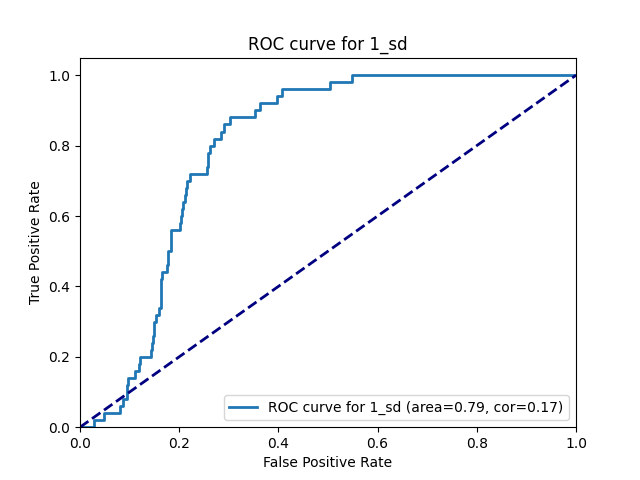 ROC curve for 1_sd
1.0
0.8
0.6
0.4
0.2
0.0
True Positive Rate
ROC curve for 1_sd (area=0.79, cor=0.17)
0.0 0.2 0.4 0.6 0.8 1.0
False Positive Rate